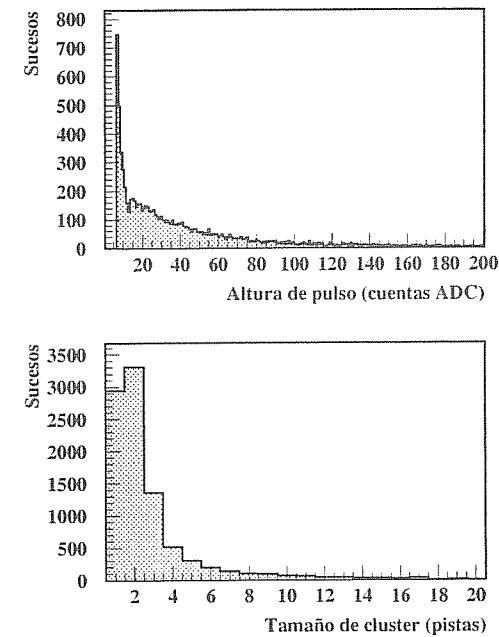 Sucesos
800
700
600
500
400
300
200
100
0
20 40 60 80 100 120 140 160 180 200
Altura de pulso (cuentas ADC)
Sucesos
3500
3000
2500
2000
1500
1000
500
0
2 4 6 8 10 12 14 16 18 20
Tamaño de cluster (pistas)